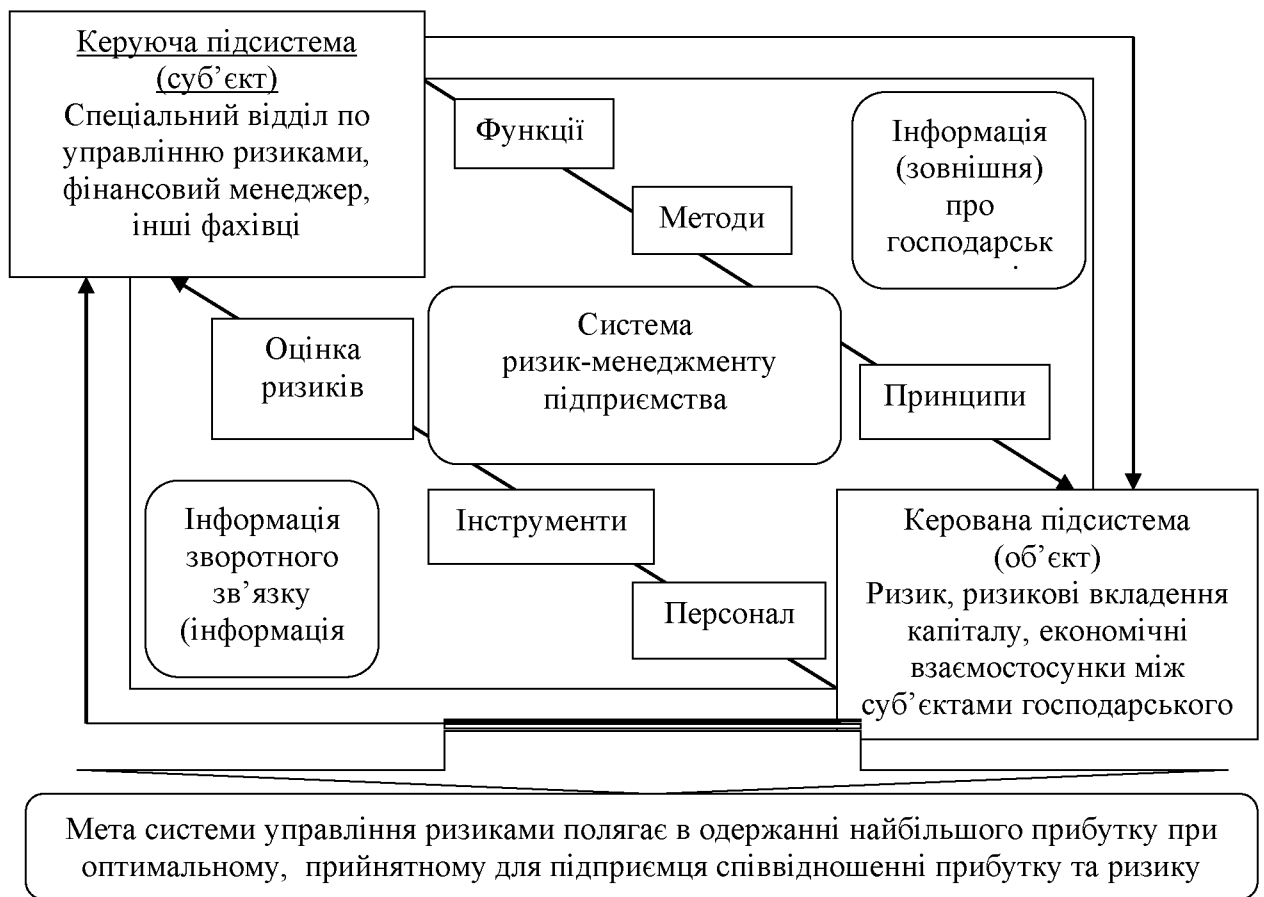 Керуюча підсистема
(суб’єкт)
Спеціальний відділ по
управлінню ризиками,
фінансовий менеджер,
інші фахівці
Функції
Методи
Інформація
(зовнішня)
про
господарськ
Оцінка
ризиків
Система
ризик-менеджменту
підприємства
Принципи
Інформація
зворотного
зв’язку
(інформація
Інструменти
Персонал
Керована підсистема
(об’єкт)
Ризик, ризикові вкладення
капіталу, економічні
взаємостосунки між
суб’єктами господарського
Мета системи управління ризиками полягає в одержанні найбільшого прибутку при
оптимальному, прийнятному для підприємця співвідношенні прибутку та ризику